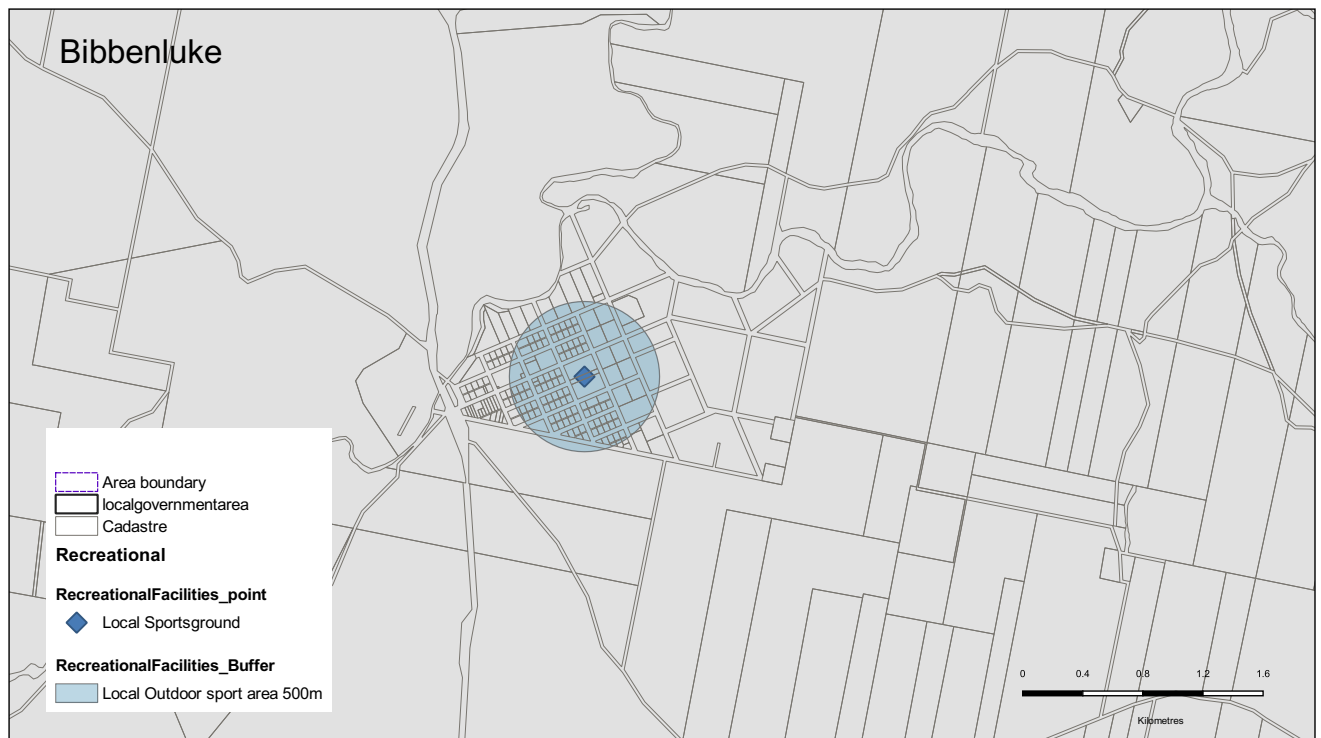 Bibbenluke
Area boundary
localgovernmentarea
Cadastre
Recreational
RecreationalFacilities_point
Local Sportsground
RecreationalFacilities_Buffer
Local Outdoor sport area 500m
0 0.4 0.8 1.2 1.6
Kilometres